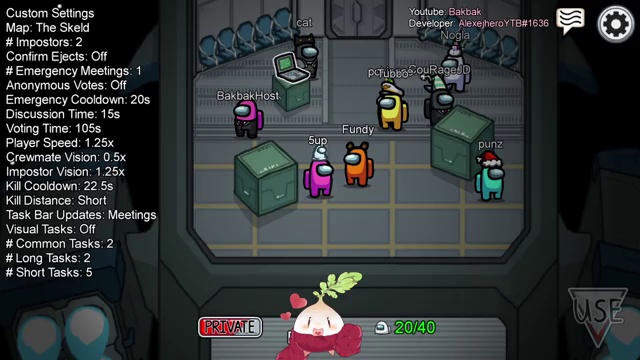 Custom Settings
Map: The Skeld
# Impostors: 2
Confirm Ejects: Off
# Emergency Meetings: 1
Anonymous Votes: Off
Emergency Cooldown: 20s
Discussion Time: 15s
Voting Time: 105s
Player Speed: 1.25x
Crewmate Vision: 0.5x
Impostor Vision: 1.25x
Kill Cooldown: 22.5s
Kill Distance: Short
Task Bar Updates: Meetings
Visual Tasks: Off
# Common Tasks: 2
# Long Tasks: 2
# Short Tasks: 5
Youtube: Bakbak
Developer: AlexejheroYTB#1636
cat
Nogla
CouRageJD
Tubbo
BakbakHost
Fundy
5up
punz
PRIVATE
20/40
USE